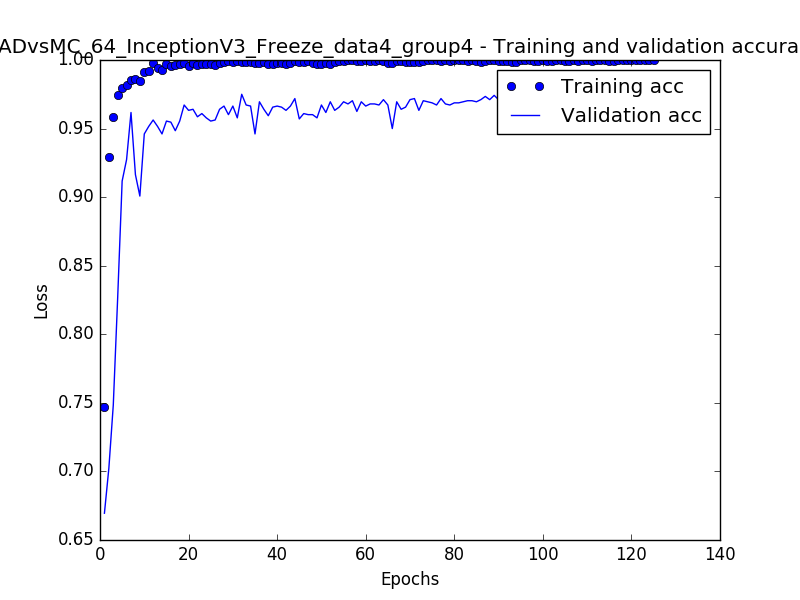 ADvsMC_64_InceptionV3_Freeze_data4_group4 - Training and validation accura
1.00
0.95
0.90
0.85
0.80
0.75
0.70
0.65
Loss
Training acc
Validation acc
0 20 40 60 80 100 120 140
Epochs